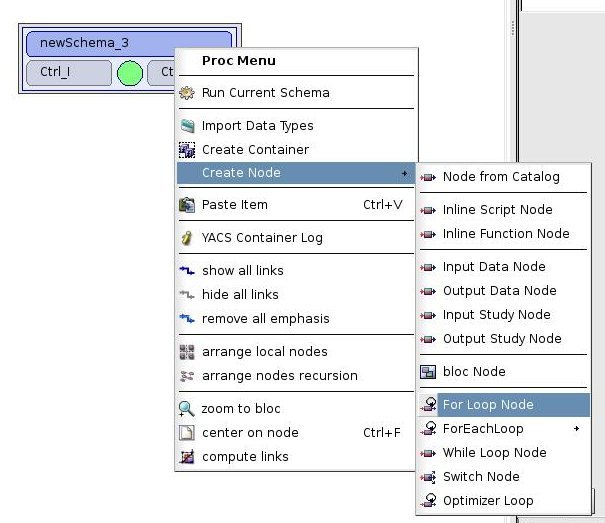 newSchema_3
Ctrl_I
Ct
Proc Menu
Run Current Schema
Import Data Types
Create Container
Create Node
Paste Item Ctrl+V
YACS Container Log
show all links
hide all links
remove all emphasis
arrange local nodes
arrange nodes recursion
zoom to bloc
center on node Ctrl+F
compute links
Node from Catalog
Inline Script Node
Inline Function Node
Input Data Node
Output Data Node
Input Study Node
Output Study Node
bloc Node
For Loop Node
ForEachLoop
While Loop Node
Switch Node
Optimizer Loop